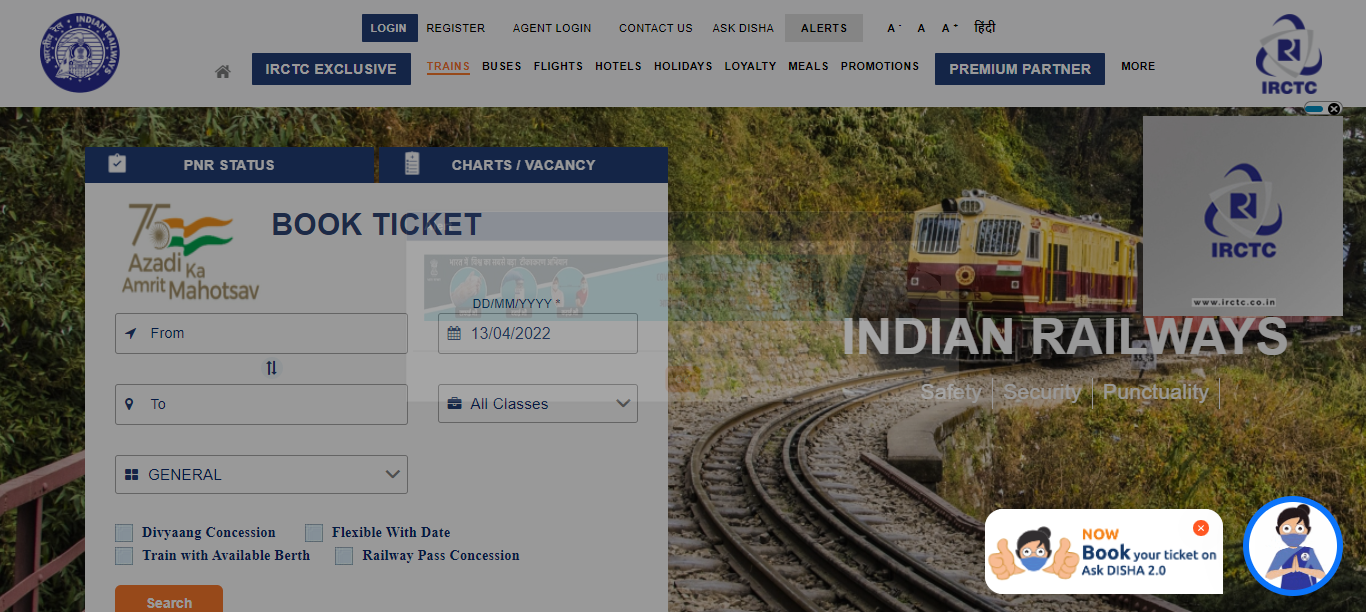 LOGIN REGISTER AGENT LOGIN CONTACT US ASK DISHA ALERTS A- A A+ हिंदी
भारतीय रेल INDIAN RAILWAYS
IRCTC EXCLUSIVE TRAINS BUSES FLIGHTS HOTELS HOLIDAYS LOYALTY MEALS PROMOTIONS PREMIUM PARTNER MORE
IRCTC
PNR STATUS
CHARTS / VACANCY
75
Azadi Ka
Amrit Mahotsav
BOOK TICKET
DD/MM/YYYY *
From
13/04/2022
To
All Classes
GENERAL
Divyaang Concession
Flexible With Date
Train with Available Berth
Railway Pass Concession
Search
IRCTC
www.irctc.co.in
INDIAN RAILWAYS
Safety | Security | Punctuality |
NOW
Book your ticket on
Ask DISHA 2.0